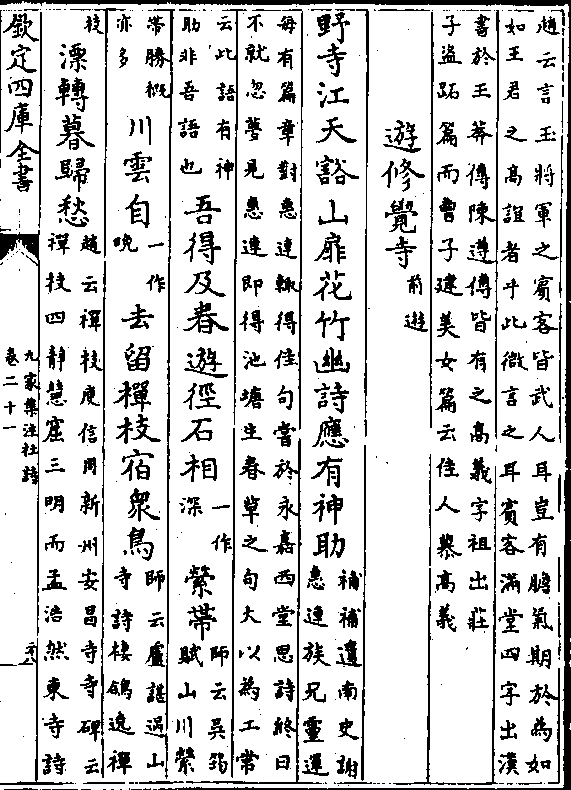 趙云言玉將軍之賓客皆武人耳豈有膽氣期於為如
如王君之高誼者乎此微言之耳賓客滿堂四字出漢
書於王莽傳陳遵傳皆有之高義字祖出莊
子盜跖篇而曹子建美女篇云佳人慕高義
遊修覺寺前遊
野寺江天豁山扉花竹幽詩應有神助補補遺南史謝
惠連族兄靈運
每有篇章對惠連輒得佳句嘗於永嘉西堂思詩終日
不就忽夢見惠連即得池塘生春草之句大以為工常
云此語有神
助非吾語也吾得及春遊徑石相一作
深縈帶師云吳筠
賦山川縈
帶勝概
亦多川雲自一作
晩去留禪枝宿衆鳥師云盧諶過山
寺詩棲鴿逸禪
枝漂轉暮歸愁趙云禪枝庾信周新州安昌寺寺碑云
禪枝四靜慧窟三明而孟浩然東寺詩
欽定四庫全書
九家集注杜詩
卷二十一